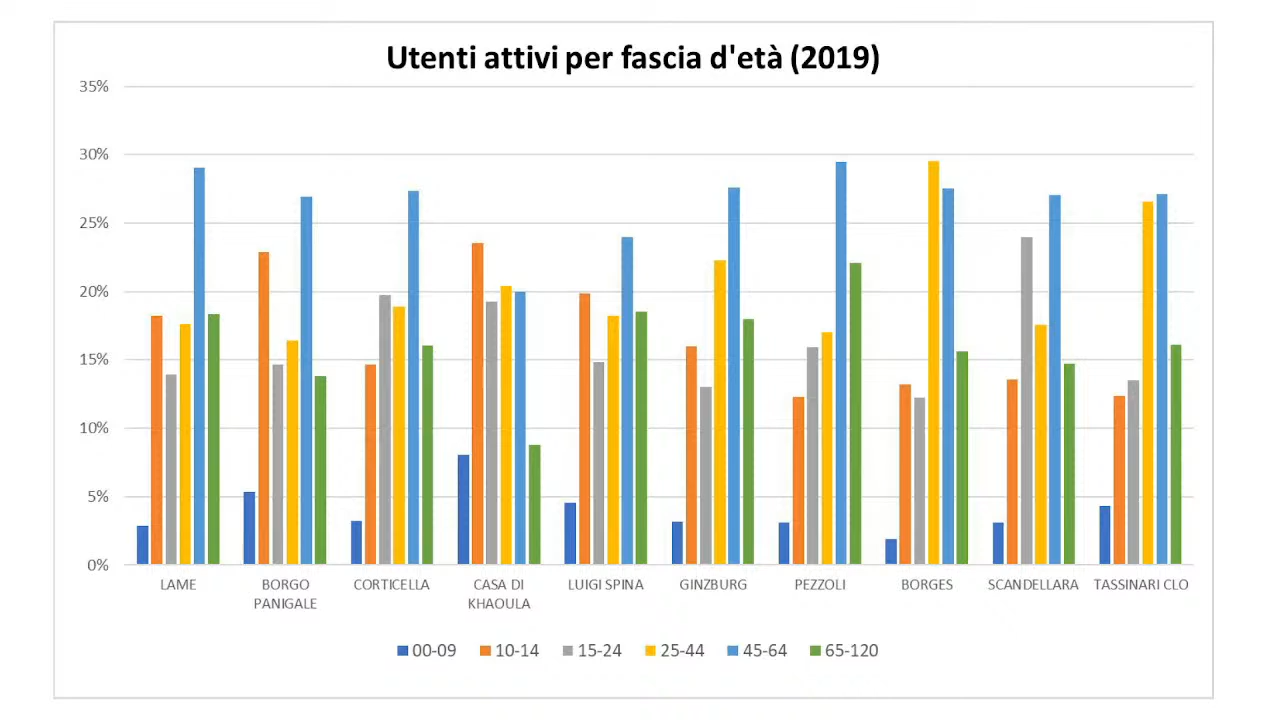 Utenti attivi per fascia d'età (2019)
35%
30%
25%
20%
15%
10%
5%
0%
LAME
BORGO PANIGALE
CORTICELLA
CASA DI KHAOULA
LUIGI SPINA
GINZBURG
PEZZOLI
BORGES
SCANDELLARA
TASSINARI CLO
00-09 10-14 15-24 25-44 45-64 65-120